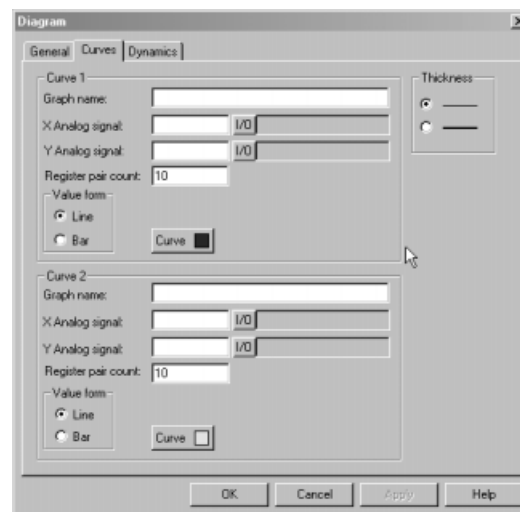 Diagram
General Curves Dynamics
Curve 1
Graph name:
X Analog signal: I/O
Y Analog signal: I/O
Register pair count: 10
Value form
Line
Bar
Curve
Thickness
Curve 2
Graph name:
X Analog signal: I/O
Y Analog signal: I/O
Register pair count: 10
Value form
Line
Bar
Curve
OK Cancel Apply Help